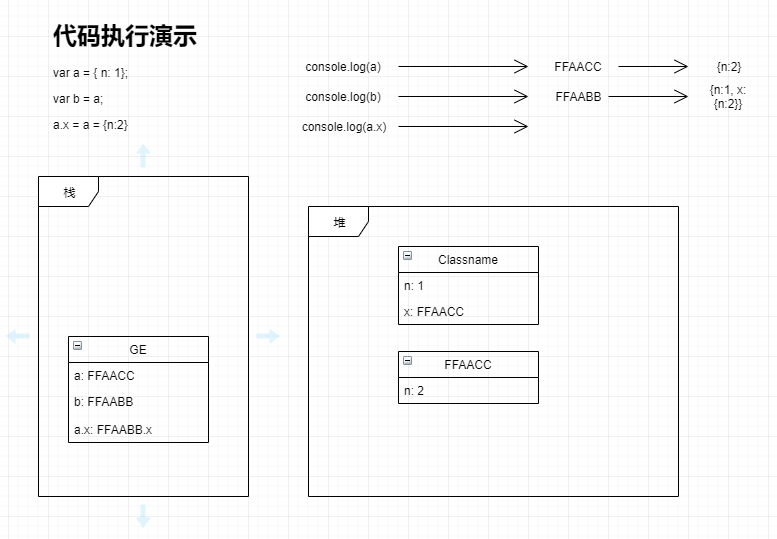 代码执行演示
var a = { n: 1};
var b = a;
a.x = a = {n:2}
console.log(a)
FFAACC
{n:2}
console.log(b)
FFAABB
{n:1, x:
{n:2}}
console.log(a.x)
栈
GE
a: FFAACC
b: FFAABB
a.x: FFAABB.x
堆
Classname
n: 1
x: FFAACC
FFAACC
n: 2